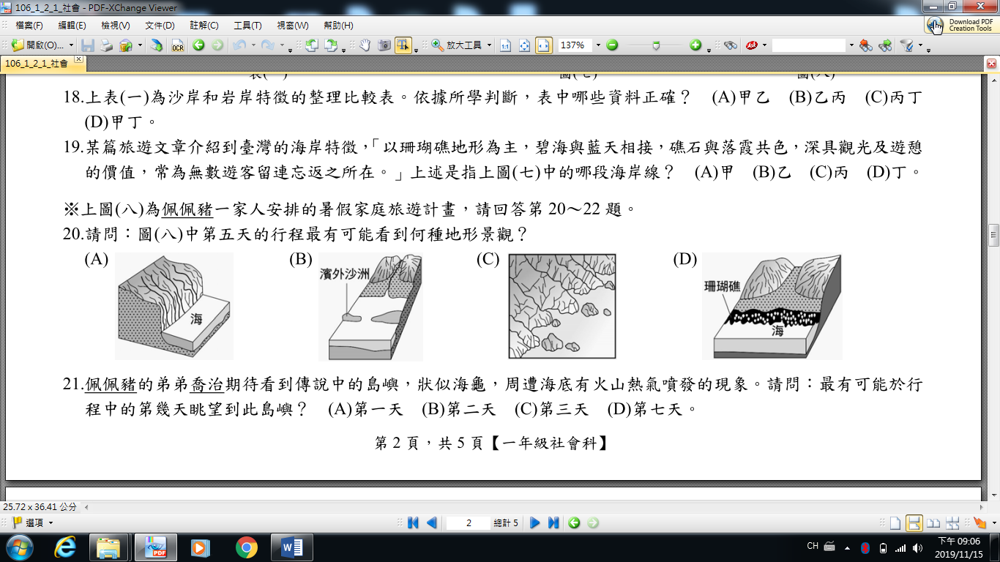 106_1_2_1_社會 - PDF-XChange Viewer
檔案(F) 編輯(E) 檢視(V) 文件(D) 註解(C) 工具(T) 視窗(W) 幫助(H)
Download PDF
Creation Tools
開啟(O)... OCR 放大工具 1:1 137%
106_1_2_1_社會
18.上表(一)為沙岸和岩岸特徵的整理比較表。依據所學判斷，表中哪些資料正確？ (A)甲乙 (B)乙丙 (C)丙丁
(D)甲丁。
19.某篇旅遊文章介紹到臺灣的海岸特徵，「以珊瑚礁地形為主，碧海與藍天相接，礁石與落霞共色，深具觀光及遊憩
的價值，常為無數遊客留連忘返之所在。」上述是指上圖(七)中的哪段海岸線？ (A)甲 (B)乙 (C)丙 (D)丁。
※上圖(八)為佩佩豬一家人安排的暑假家庭旅遊計畫，請回答第 20～22 題。
20.請問：圖(八)中第五天的行程最有可能看到何種地形景觀？
(A) (B) (C) (D)
濱外沙洲
珊瑚礁
海
海
21.佩佩豬的弟弟喬治期待看到傳說中的島嶼，狀似海龜，周遭海底有火山熱氣噴發的現象。請問：最有可能於行
程中的第幾天眺望到此島嶼？ (A)第一天 (B)第二天 (C)第三天 (D)第七天。
第 2 頁，共 5 頁【一年級社會科】
25.72 x 36.41 公分
選項 2 總計 5
CH 下午 09:06
2019/11/15